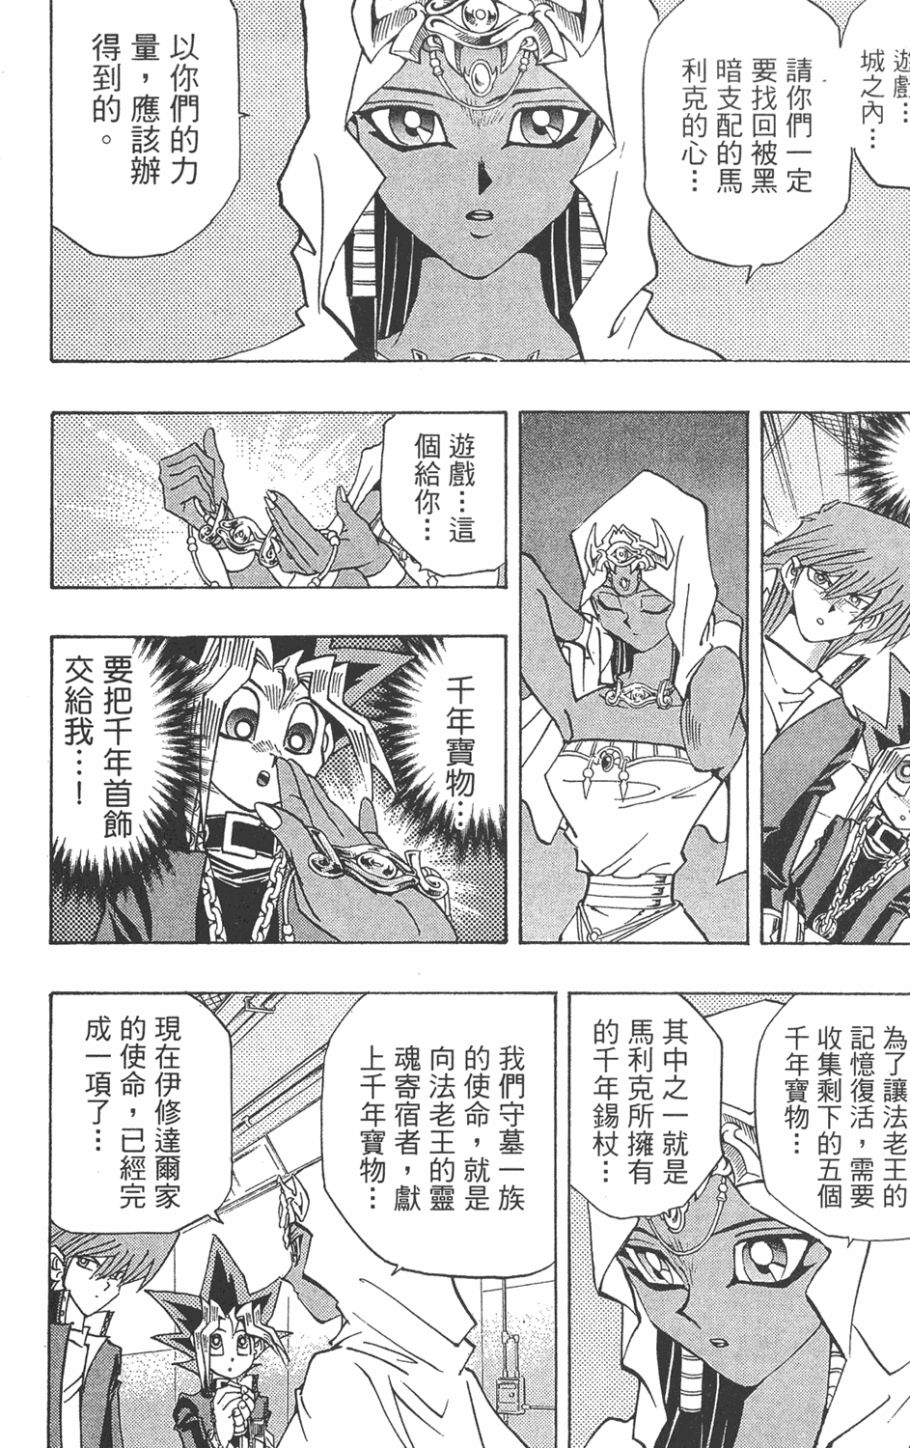 遊戲…
城之內…
請你們一定
要找回被黑
暗支配的馬
利克的心…
以你們的力
量，應該辦
得到的。
遊戲…這
個給你…
千年寶物…
要把千年首飾
交給我…！
為了讓法老王的
記憶復活，需要
收集剩下的五個
千年寶物…
其中之一就是
馬利克所擁有
的千年錫杖…
我們守墓一族
的使命，就是
向法老王的靈
魂寄宿者，獻
上千年寶物…
現在伊修達爾家
的使命，已經完
成一項了…